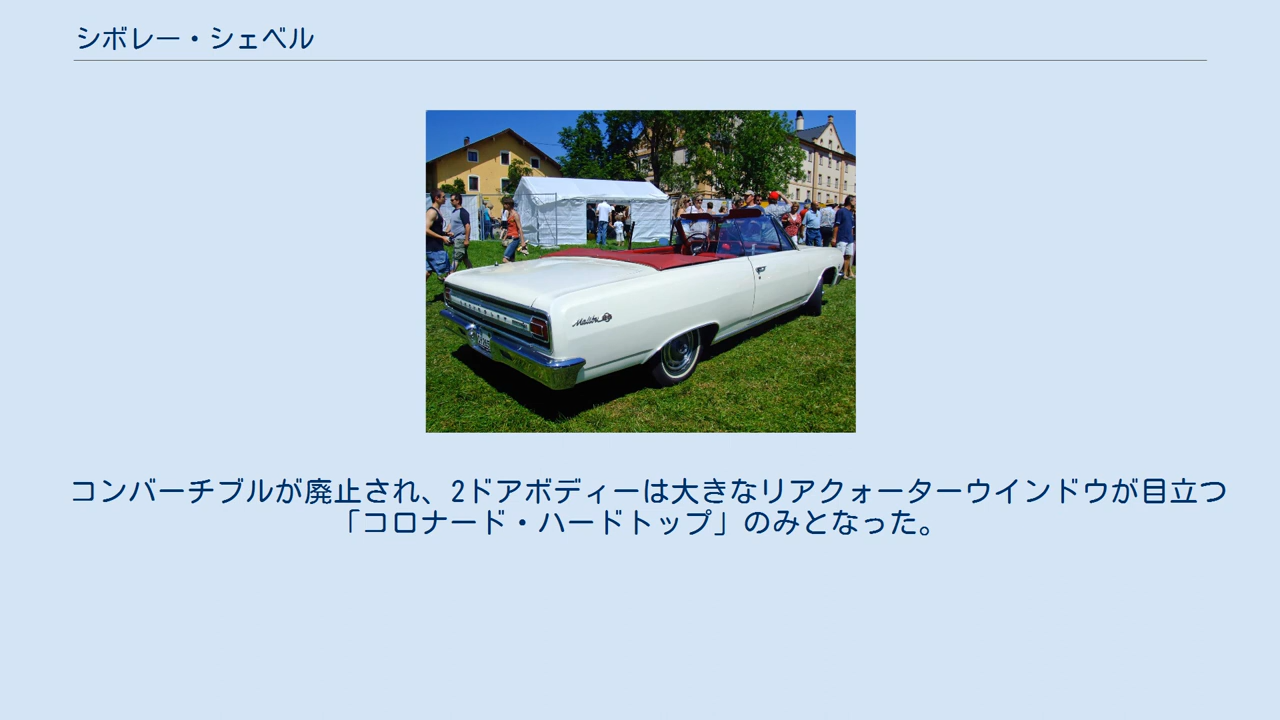 シボレー・シェベル
CHEVROLET
Malibu SS
コンバーチブルが廃止され、2ドアボディーは大きなリアクォーターウインドウが目立つ
「コロナード・ハードトップ」のみとなった。